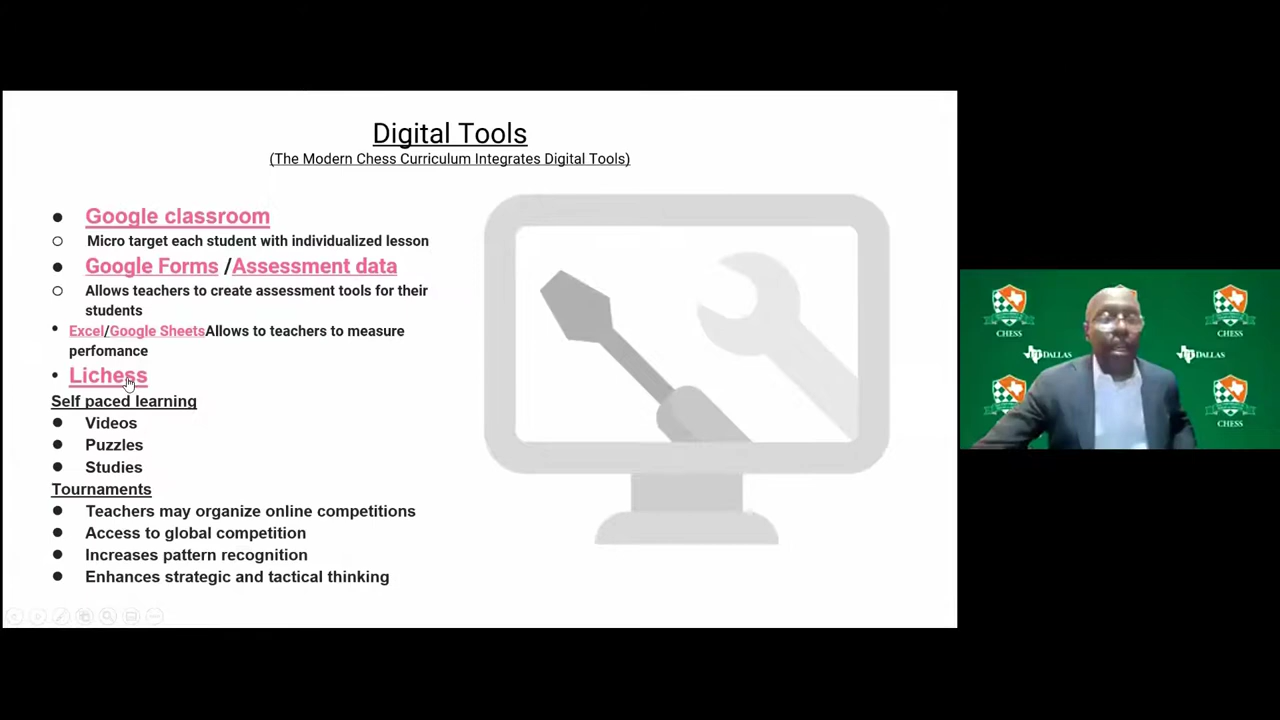 Digital Tools
(The Modern Chess Curriculum Integrates Digital Tools)
Google classroom
Micro target each student with individualized lesson
Google Forms /Assessment data
Allows teachers to create assessment tools for their
students
Excel/Google SheetsAllows to teachers to measure
perfomance
Lichess
Self paced learning
Videos
Puzzles
Studies
Tournaments
Teachers may organize online competitions
Access to global competition
Increases pattern recognition
Enhances strategic and tactical thinking
CHESS
CHESS
DALLAS
DALLAS
CHESS